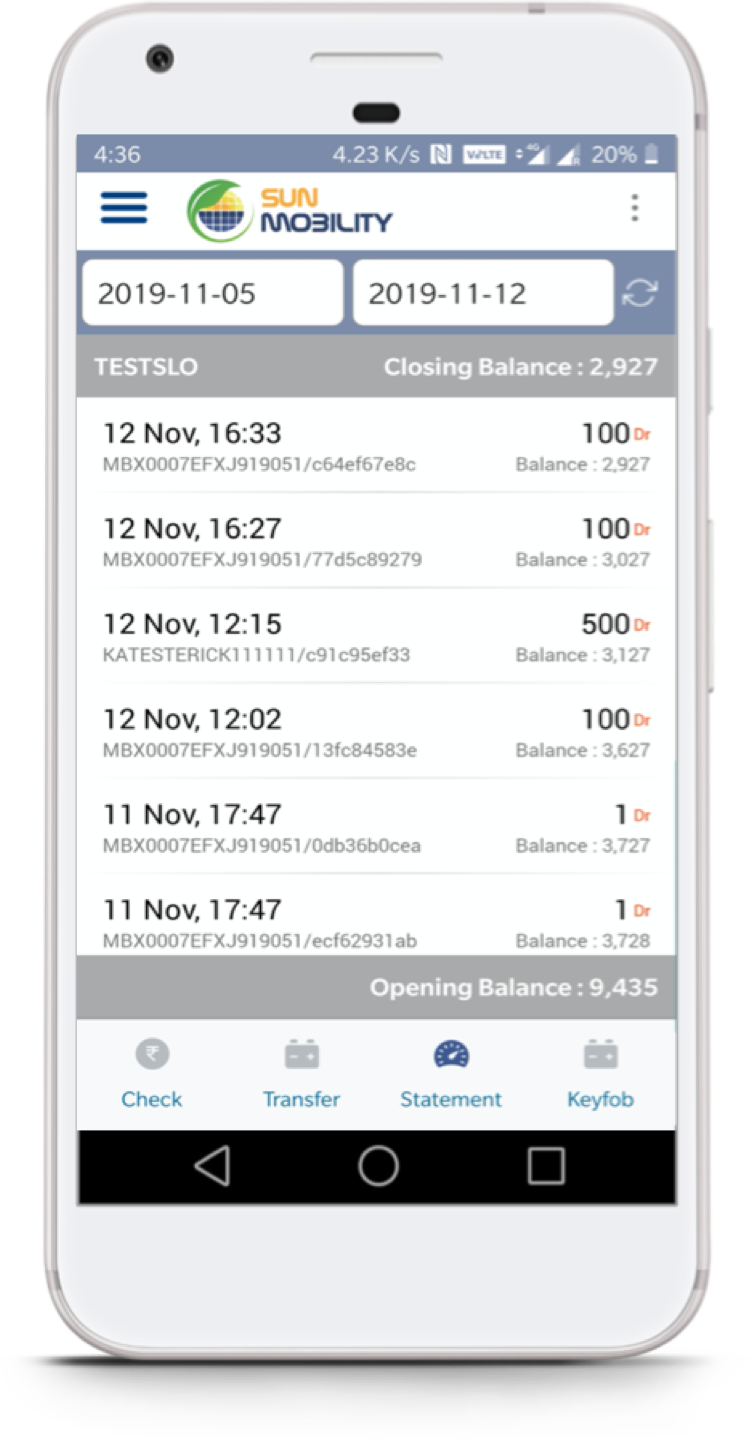 4:36 4.23 K/s VoLTE 4G R 20%
SUN
MOBILITY
2019-11-05 2019-11-12
TESTSLO Closing Balance : 2,927
12 Nov, 16:33 100 Dr
MBX0007EFXJ919051/c64ef67e8c Balance : 2,927
12 Nov, 16:27 100 Dr
MBX0007EFXJ919051/77d5c89279 Balance : 3,027
12 Nov, 12:15 500 Dr
KATESTERICK111111/c91c95ef33 Balance : 3,127
12 Nov, 12:02 100 Dr
MBX0007EFXJ919051/13fc84583e Balance : 3,627
11 Nov, 17:47 1 Dr
MBX0007EFXJ919051/0db36b0cea Balance : 3,727
11 Nov, 17:47 1 Dr
MBX0007EFXJ919051/ecf62931ab Balance : 3,728
Opening Balance : 9,435
₹
Check Transfer Statement Keyfob